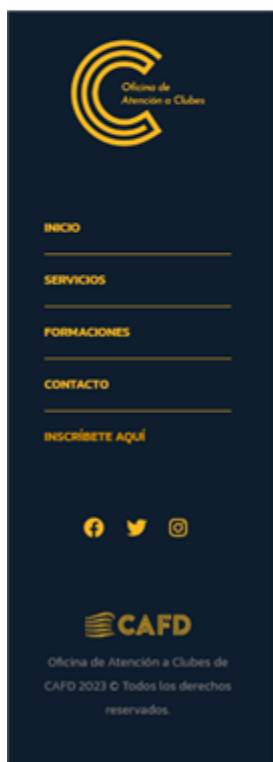 Oficina de
Atención a Clubes
INICIO
SERVICIOS
FORMACIONES
CONTACTO
INSCRÍBETE AQUÍ
CAFD
Oficina de Atención a Clubes de
CAFD 2023 © Todos los derechos
reservados.